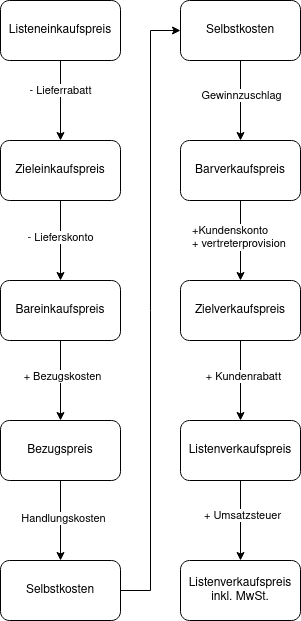 Listeneinkaufspreis
- Lieferrabatt
Zieleinkaufspreis
- Lieferskonto
Bareinkaufspreis
+ Bezugskosten
Bezugspreis
Handlungskosten
Selbstkosten
Selbstkosten
Gewinnzuschlag
Barverkaufspreis
+Kundenskonto
+ vertreterprovision
Zielverkaufspreis
+ Kundenrabatt
Listenverkaufspreis
+ Umsatzsteuer
Listenverkaufspreis
inkl. MwSt.